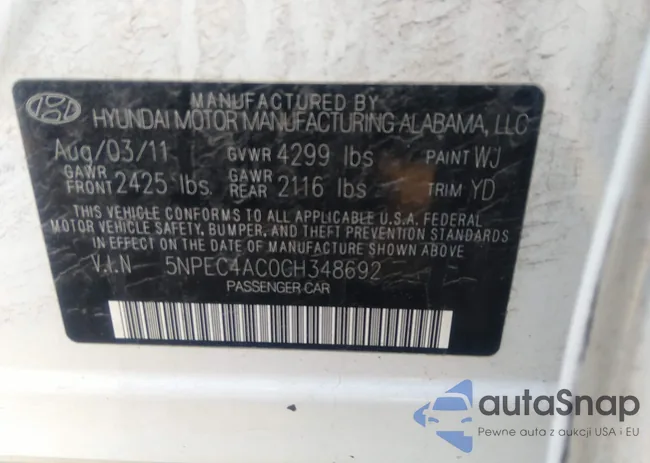 MANUFACTURED BY
HYUNDAI MOTOR MANUFACTURING ALABAMA, LLC
Aug/03/11 GVWR 4299 lbs PAINT WJ
GAWR FRONT 2425 lbs. GAWR REAR 2116 lbs TRIM YD
THIS VEHICLE CONFORMS TO ALL APPLICABLE U.S.A. FEDERAL
MOTOR VEHICLE SAFETY, BUMPER, AND THEFT PREVENTION STANDARDS
IN EFFECT ON THE DATE OF MANUFACTURE SHOWN ABOVE
V.I.N 5NPEC4AC0CH348692
PASSENGER CAR
autaSnap
Pewne auta z aukcji USA i EU